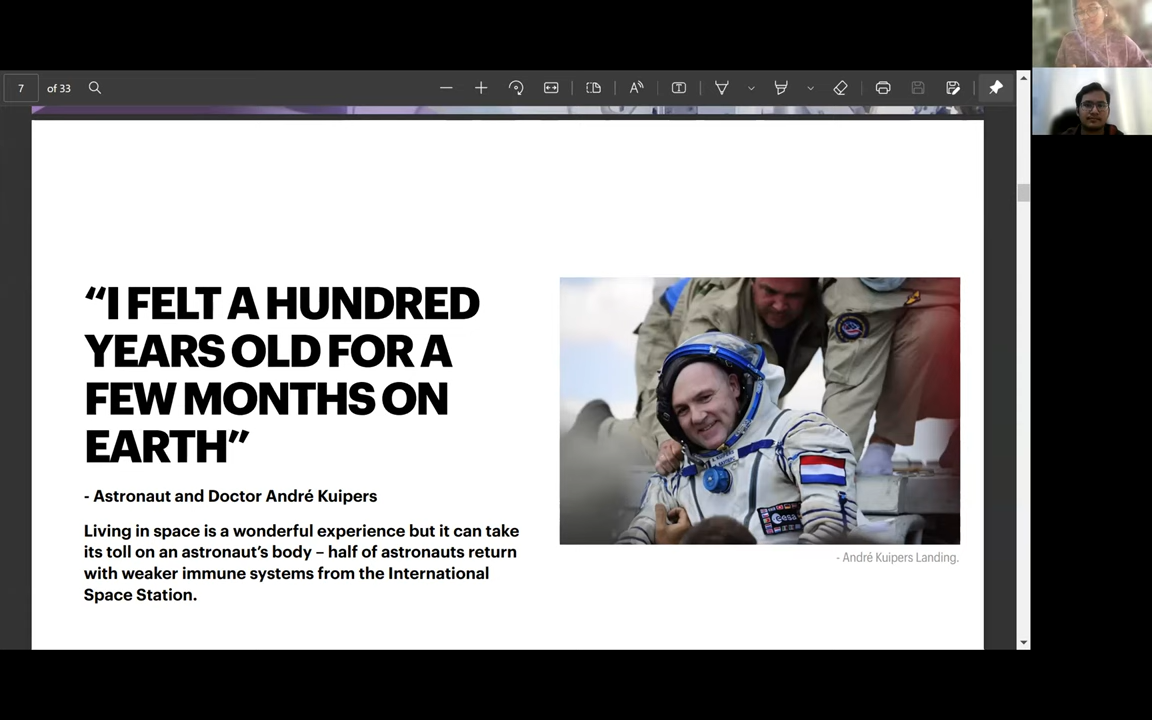 7
of 33
“I FELT A HUNDRED
YEARS OLD FOR A
FEW MONTHS ON
EARTH”
- Astronaut and Doctor André Kuipers
Living in space is a wonderful experience but it can take
its toll on an astronaut’s body – half of astronauts return
with weaker immune systems from the International
Space Station.
esa
- André Kuipers Landing.